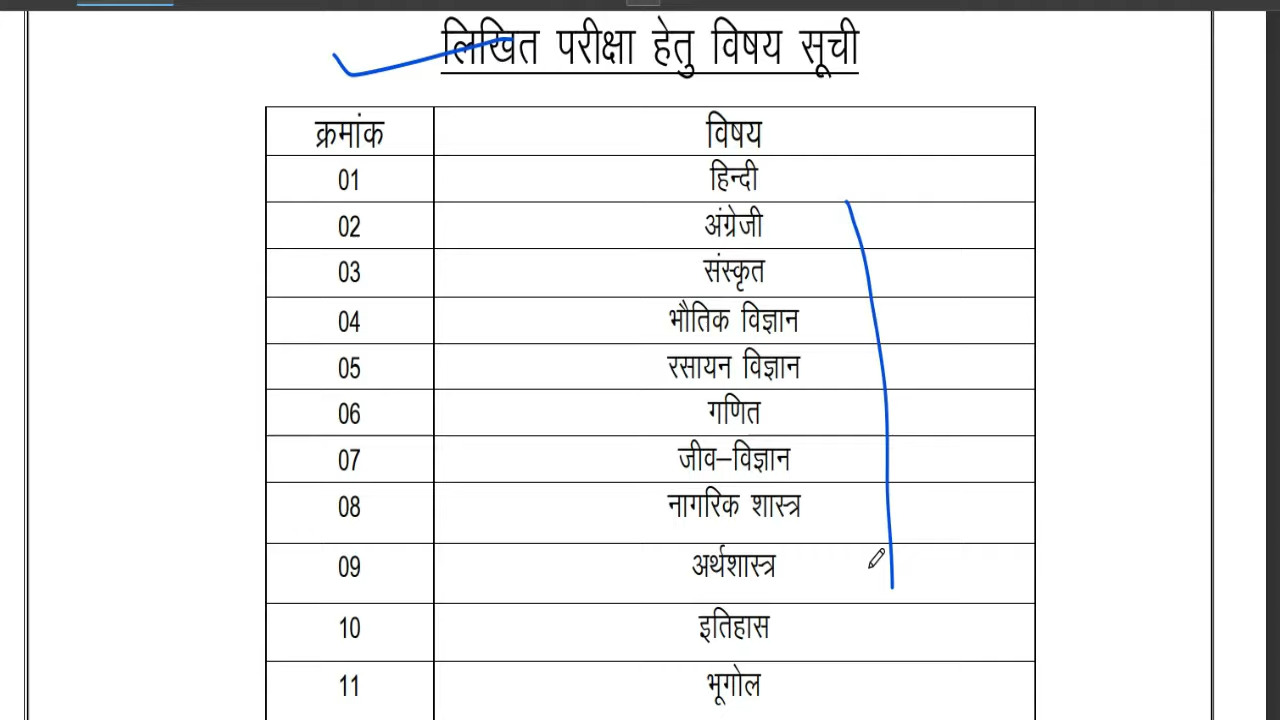 लिखित परीक्षा हेतु विषय सूची
क्रमांक विषय
01 हिन्दी
02 अंग्रेजी
03 संस्कृत
04 भौतिक विज्ञान
05 रसायन विज्ञान
06 गणित
07 जीव–विज्ञान
08 नागरिक शास्त्र
09 अर्थशास्त्र
10 इतिहास
11 भूगोल